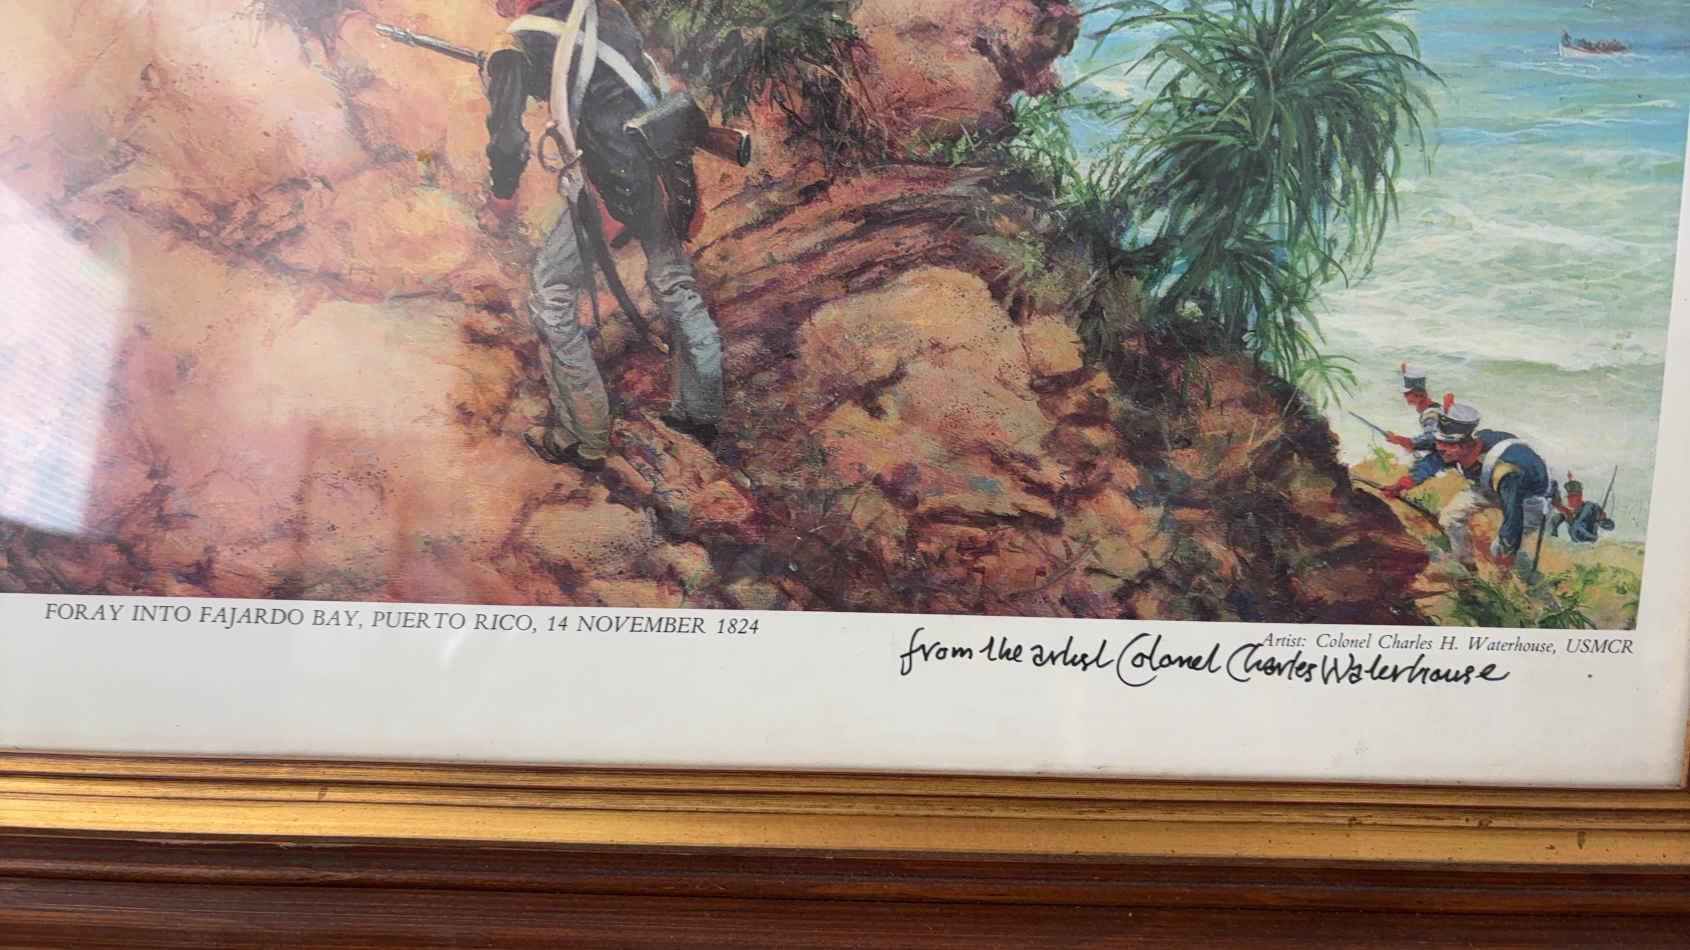 FORAY INTO FAJARDO BAY, PUERTO RICO, 14 NOVEMBER 1824
Artist: Colonel Charles H. Waterhouse, USMCR
from the artist Colonel Charles Waterhouse